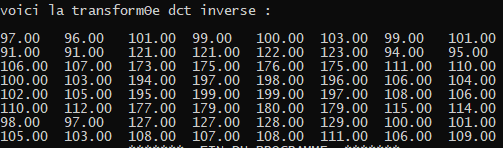 voici la transformÚe dct inverse :
97.00 96.00 101.00 99.00 100.00 103.00 99.00 101.00
91.00 91.00 121.00 121.00 122.00 123.00 94.00 95.00
106.00 107.00 173.00 175.00 176.00 175.00 111.00 110.00
100.00 103.00 194.00 197.00 198.00 196.00 106.00 104.00
102.00 105.00 195.00 199.00 199.00 197.00 108.00 106.00
110.00 112.00 177.00 179.00 180.00 179.00 115.00 114.00
98.00 97.00 127.00 127.00 128.00 129.00 100.00 101.00
105.00 103.00 108.00 107.00 108.00 111.00 106.00 109.00
******* FIN DU PROGRAMME *******